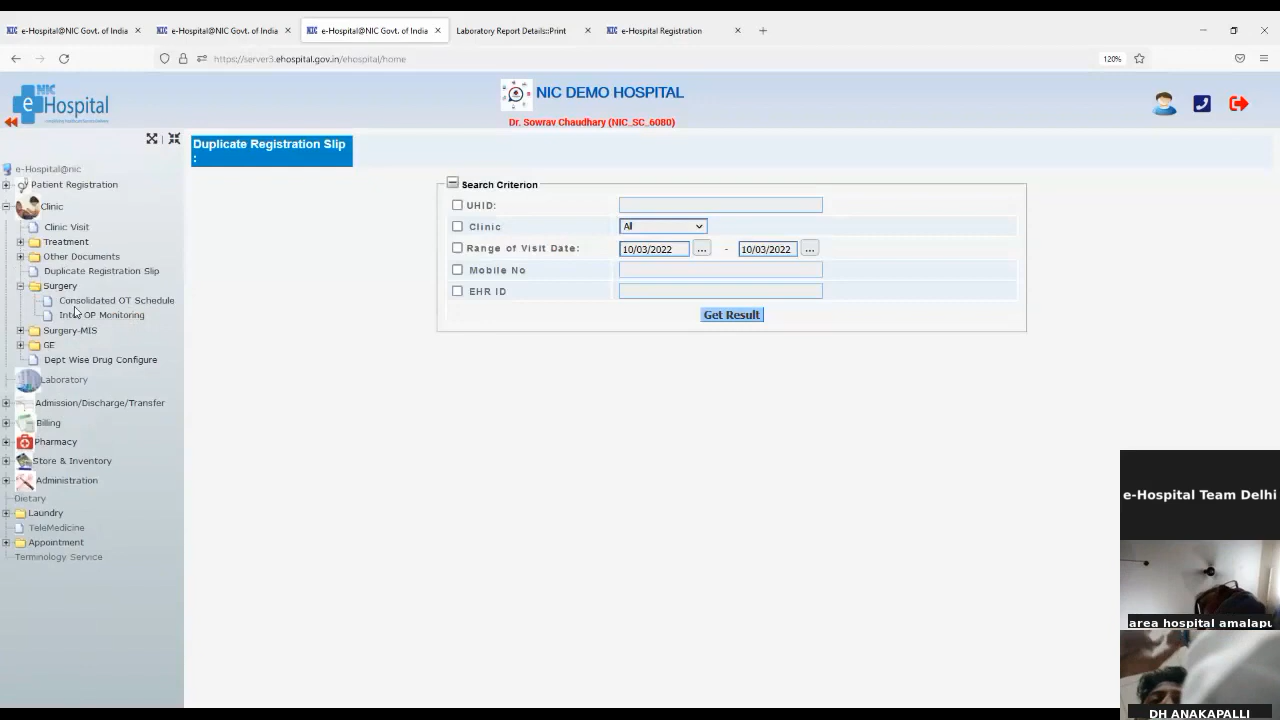 e-Hospital@NIC Govt. of India
e-Hospital@NIC Govt. of India
e-Hospital@NIC Govt. of India
Laboratory Report Details::Print
e-Hospital Registration
https://server3.ehospital.gov.in/ehospital/home
120%
NIC
eHospital
NIC DEMO HOSPITAL
Dr. Sowrav Chaudhary (NIC_SC_6080)
Duplicate Registration Slip
:
e-Hospital@nic
Patient Registration
Clinic
Clinic Visit
Treatment
Other Documents
Duplicate Registration Slip
Surgery
Consolidated OT Schedule
OP Monitoring
Surgery-MIS
GE
Dept Wise Drug Configure
Laboratory
Admission/Discharge/Transfer
Billing
Pharmacy
Store & Inventory
Administration
Dietary
Laundry
TeleMedicine
Appointment
Terminology Service
Search Criterion
UHID:
Clinic All
Range of Visit Date: 10/03/2022 ... - 10/03/2022 ...
Mobile No
EHR ID
Get Result
e-Hospital Team Delhi
area hospital amalapu
DH ANAKAPALLI